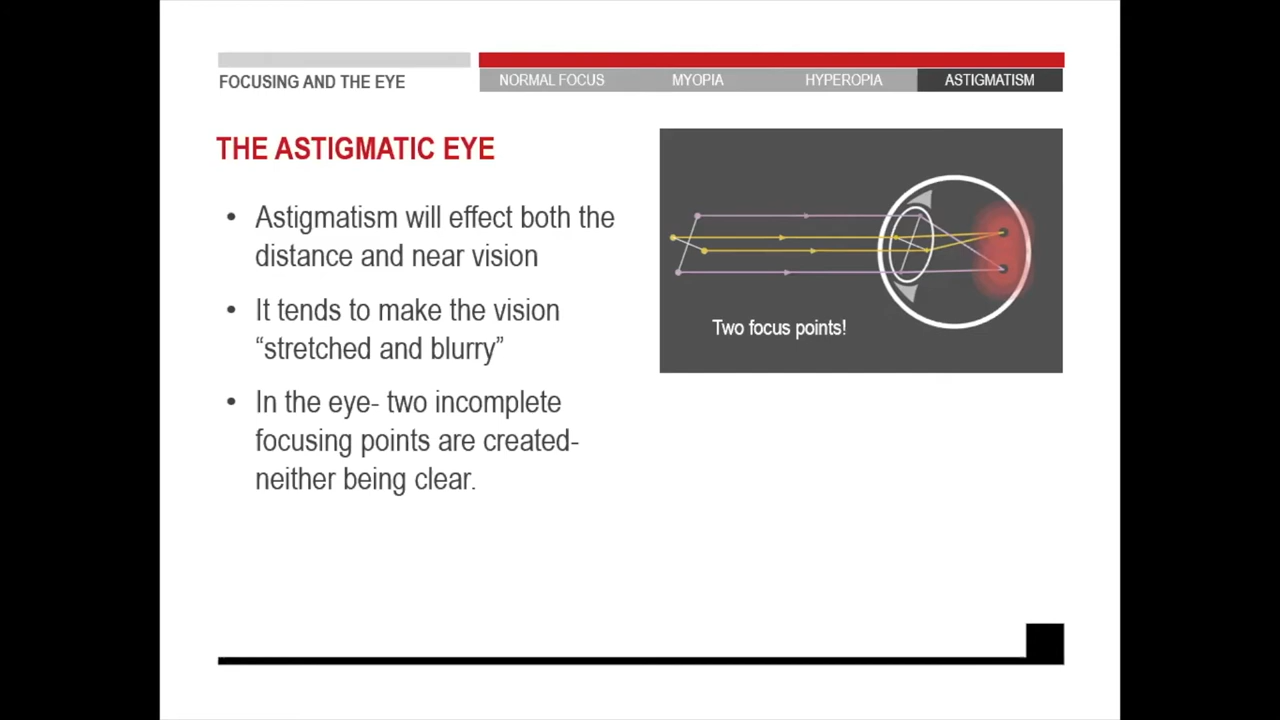 FOCUSING AND THE EYE
NORMAL FOCUS
MYOPIA
HYPEROPIA
ASTIGMATISM
THE ASTIGMATIC EYE
• Astigmatism will effect both the
distance and near vision
• It tends to make the vision
“stretched and blurry”
• In the eye- two incomplete
focusing points are created-
neither being clear.
Two focus points!